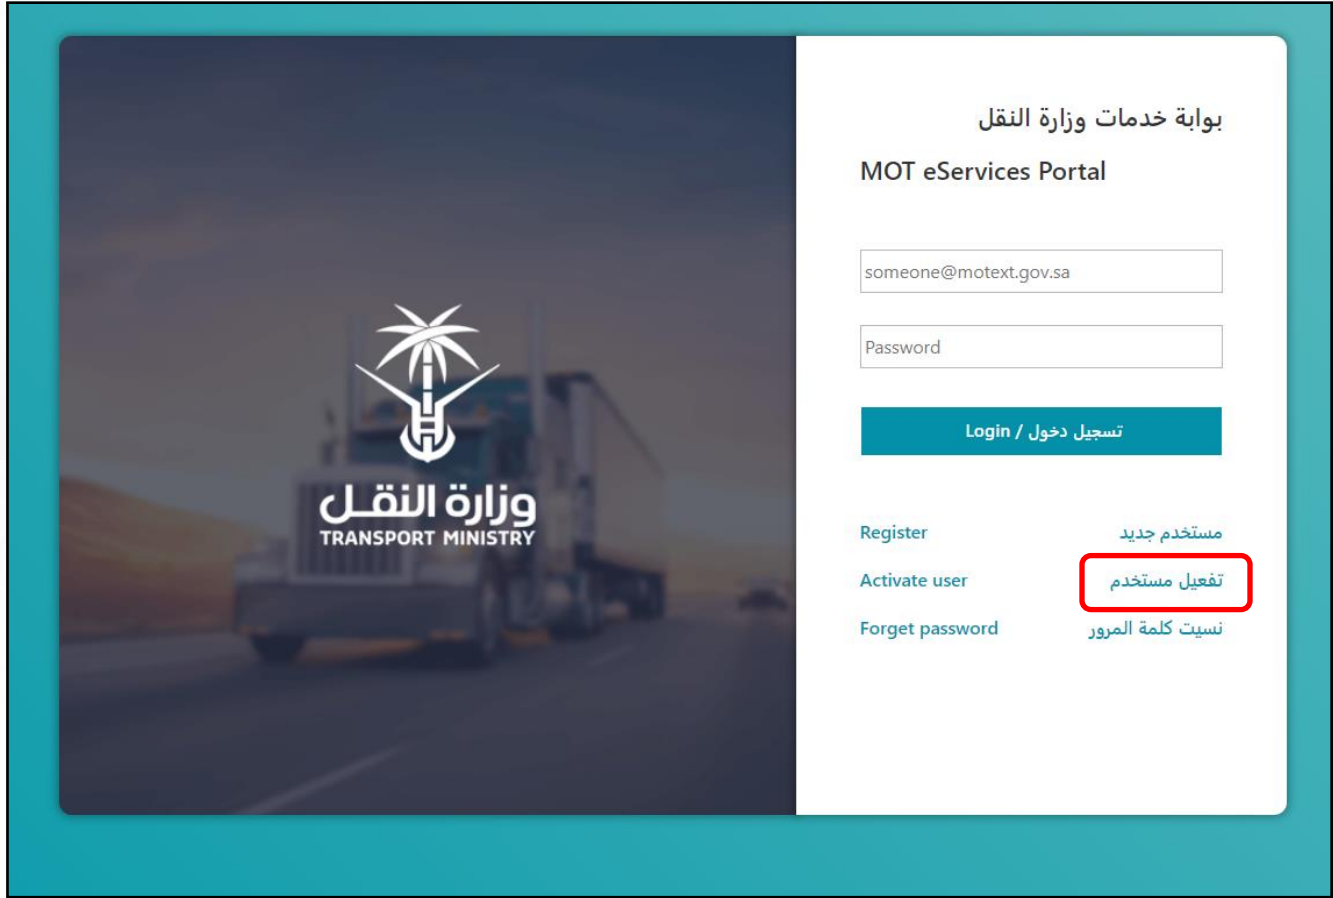 بوابة خدمات وزارة النقل
MOT eServices Portal
someone@motext.gov.sa
Password
تسجيل دخول / Login
وزارة النقـل
TRANSPORT MINISTRY
Register مستخدم جديد
Activate user تفعيل مستخدم
Forget password نسيت كلمة المرور